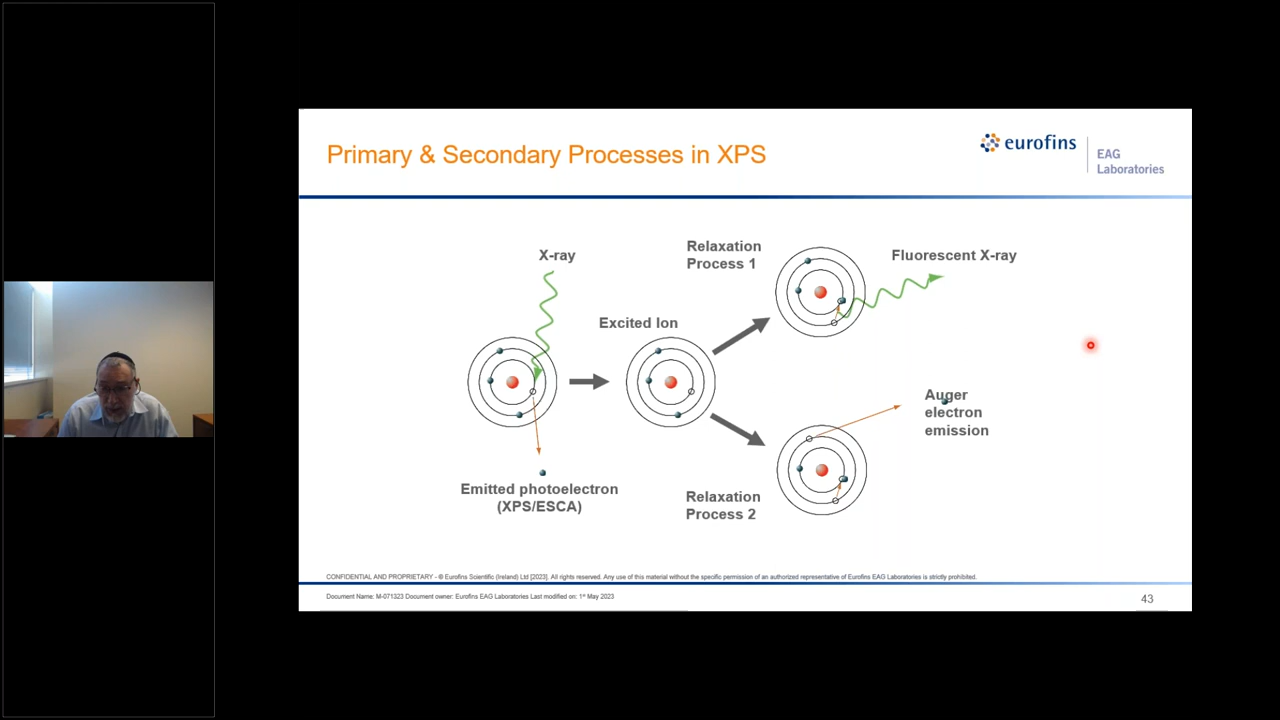 Primary & Secondary Processes in XPS
eurofins
EAG
Laboratories
X-ray
Excited Ion
Emitted photoelectron
(XPS/ESCA)
Relaxation
Process 1
Fluorescent X-ray
Relaxation
Process 2
Auger
electron
emission
CONFIDENTIAL AND PROPRIETARY - © Eurofins Scientific (Ireland) Ltd [2023]. All rights reserved. Any use of this material without the specific permission of an authorized representative of Eurofins EAG Laboratories is strictly prohibited.
Document Name: M-071323 Document owner: Eurofins EAG Laboratories Last modified on: 1st May 2023
43